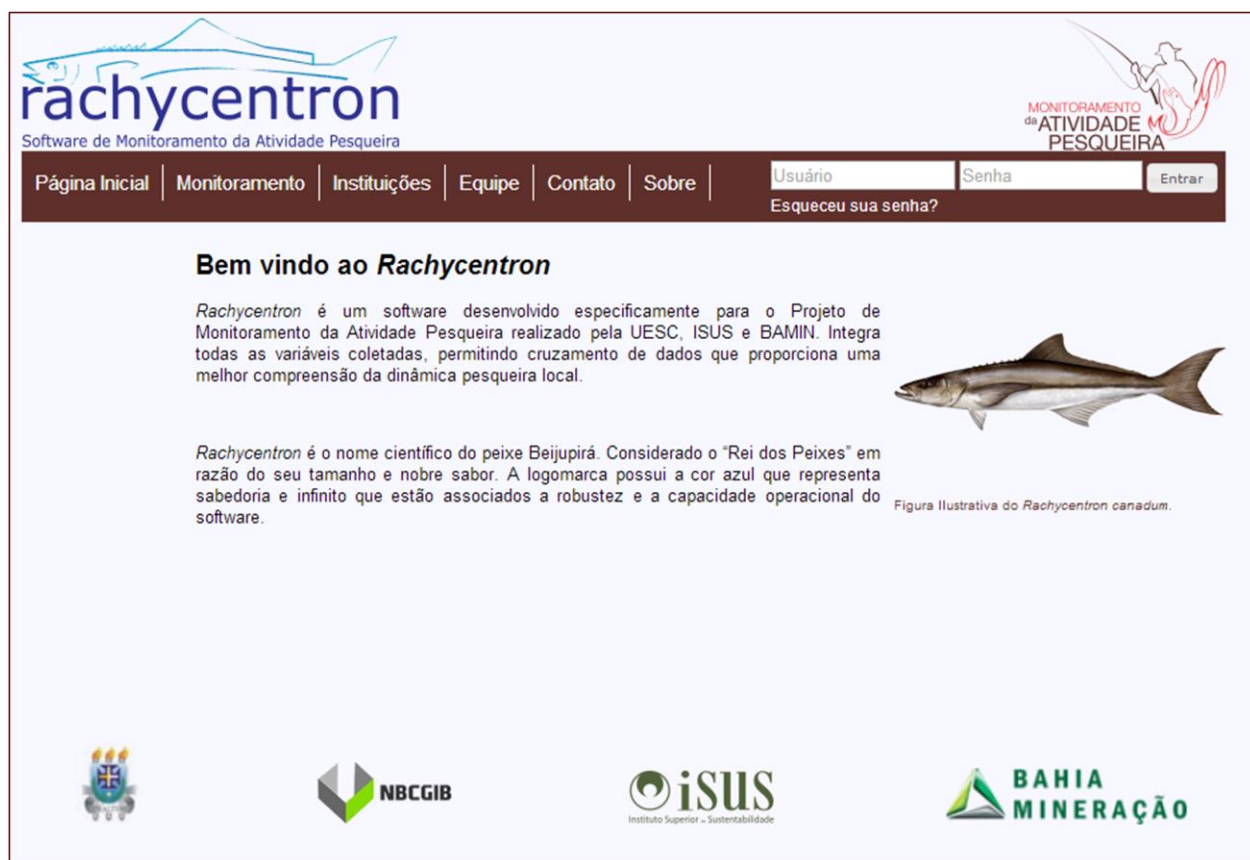 rachycentron
Software de Monitoramento da Atividade Pesqueira
MONITORAMENTO
da ATIVIDADE
PESQUEIRA
Página Inicial
Monitoramento
Instituições
Equipe
Contato
Sobre
Usuário
Senha
Entrar
Esqueceu sua senha?
Bem vindo ao Rachycentron
Rachycentron é um software desenvolvido especificamente para o Projeto de
Monitoramento da Atividade Pesqueira realizado pela UESC, ISUS e BAMIN. Integra
todas as variáveis coletadas, permitindo cruzamento de dados que proporciona uma
melhor compreensão da dinâmica pesqueira local.
Rachycentron é o nome científico do peixe Beijupirá. Considerado o "Rei dos Peixes" em
razão do seu tamanho e nobre sabor. A logomarca possui a cor azul que representa
sabedoria e infinito que estão associados a robustez e a capacidade operacional do
software.
Figura Ilustrativa do Rachycentron canadum.
NBCGIB
iSUS
Instituto Superior de Sustentabilidade
BAHIA
MINERAÇÃO